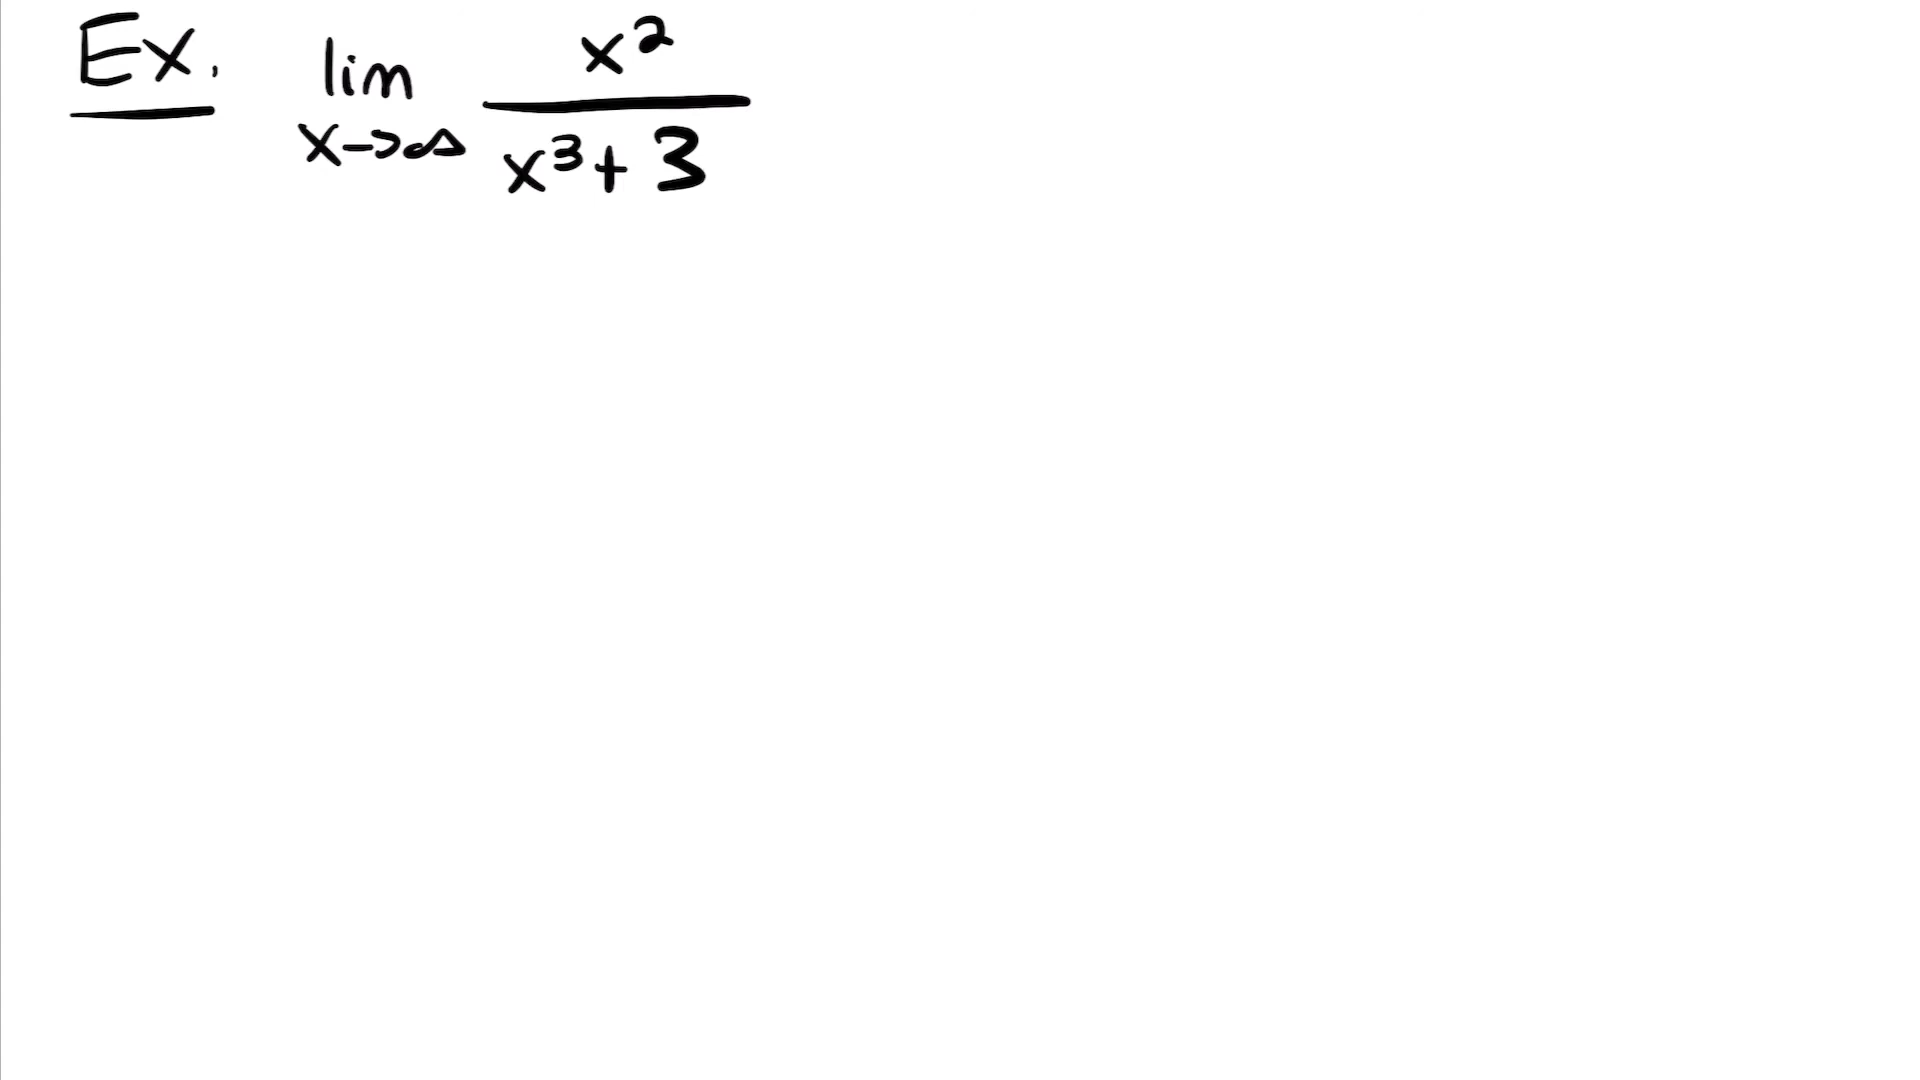 Ex. lim x→∞ x²/(x³+3)